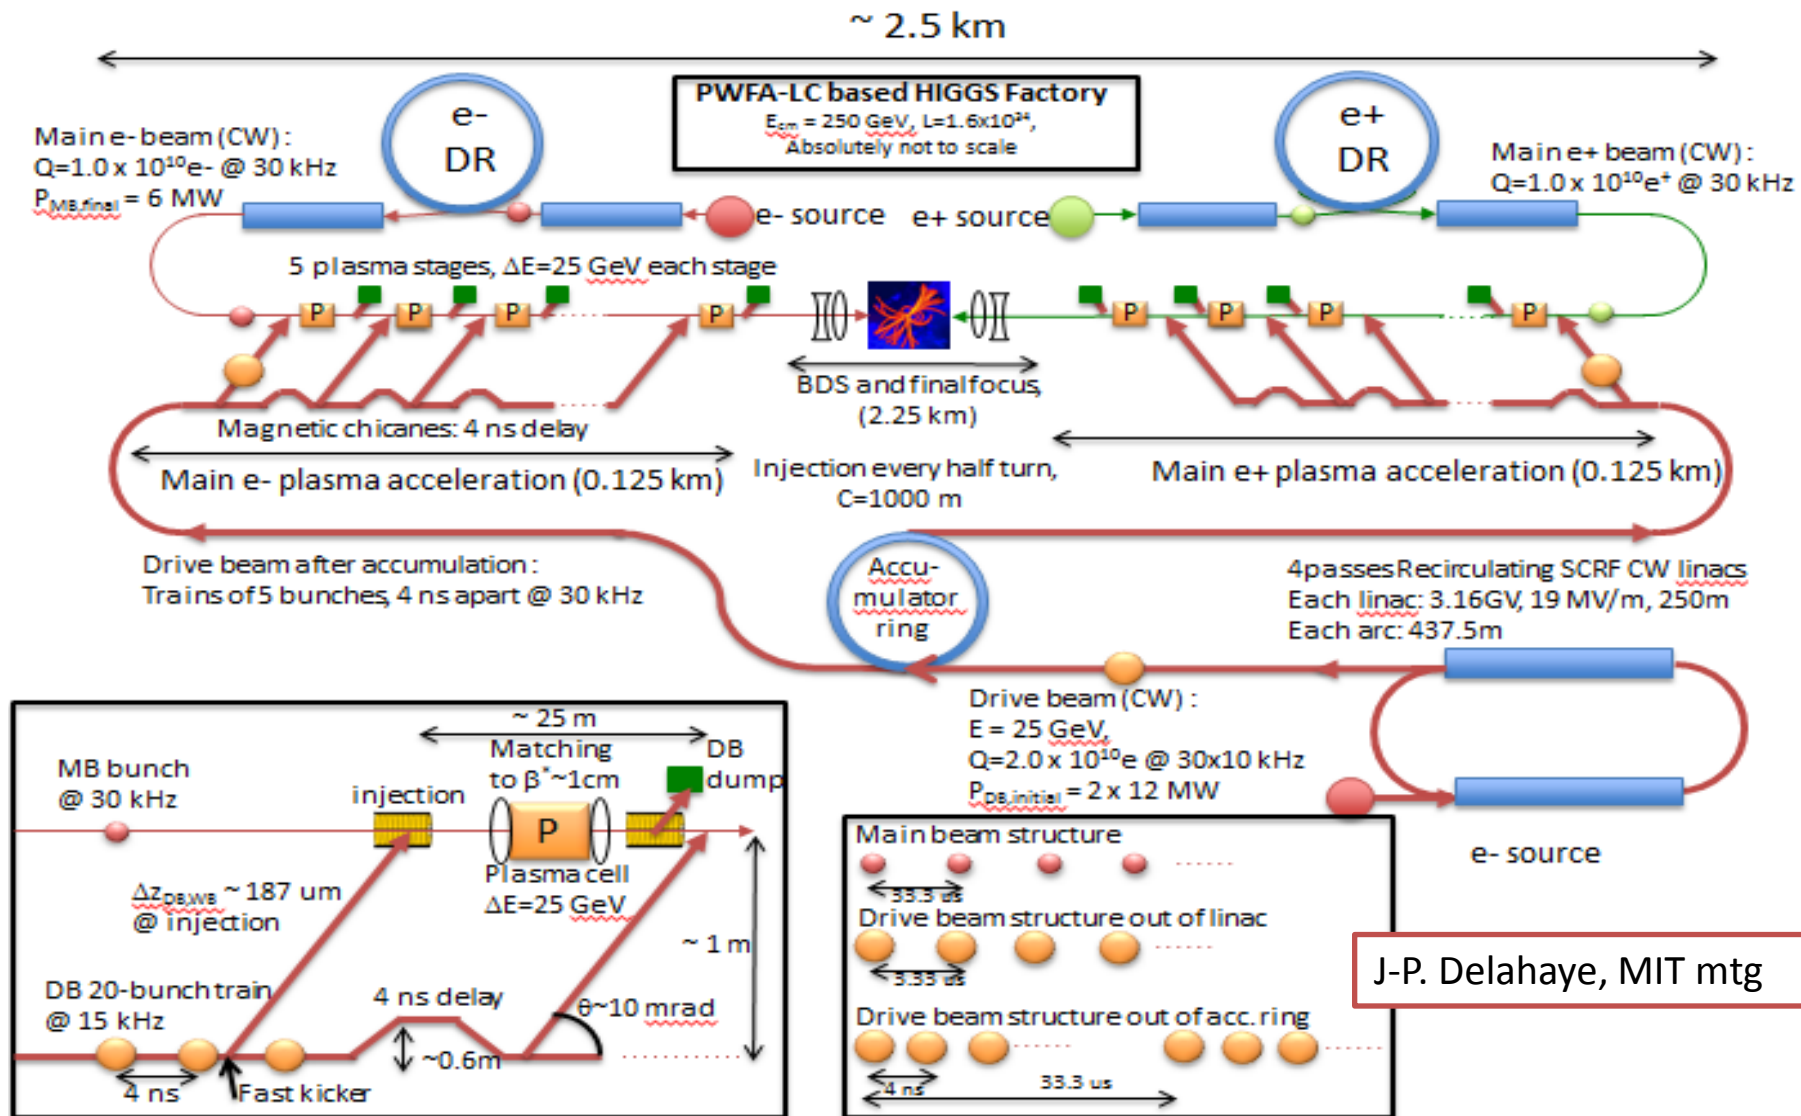 ~ 2.5 km
PWFA-LC based HIGGS Factory
Ecm = 250 GeV, L=1.6x10³⁴,
Absolutely not to scale
e-
DR
e+
DR
Main e- beam (CW) :
Q=1.0 x 10¹⁰e- @ 30 kHz
P_MB,final = 6 MW
Main e+ beam (CW) :
Q=1.0 x 10¹⁰e⁺ @ 30 kHz
e- source
e+ source
5 plasma stages, ΔE=25 GeV each stage
P
P
P
P
P
P
P
P
BDS and final focus,
(2.25 km)
Magnetic chicanes: 4 ns delay
Main e- plasma acceleration (0.125 km)
Injection every half turn,
C=1000 m
Main e+ plasma acceleration (0.125 km)
Drive beam after accumulation :
Trains of 5 bunches, 4 ns apart @ 30 kHz
Accu-
mulator
ring
4passes Recirculating SCRF CW linacs
Each linac: 3.16GV, 19 MV/m, 250m
Each arc: 437.5m
Drive beam (CW) :
E = 25 GeV,
Q=2.0 x 10¹⁰e @ 30x10 kHz
P_DB,initial = 2 x 12 MW
e- source
~ 25 m
MB bunch
@ 30 kHz
injection
Matching
to β*~1cm
DB
dump
P
Plasma cell
ΔE=25 GeV
Δz_DB,WB ~ 187 um
@ injection
~ 1 m
DB 20-bunch train
@ 15 kHz
4 ns delay
θ~10 mrad
~0.6m
4 ns
Fast kicker
Main beam structure
33.3 us
Drive beam structure out of linac
3.33 us
Drive beam structure out of acc. ring
4 ns
33.3 us
J-P. Delahaye, MIT mtg